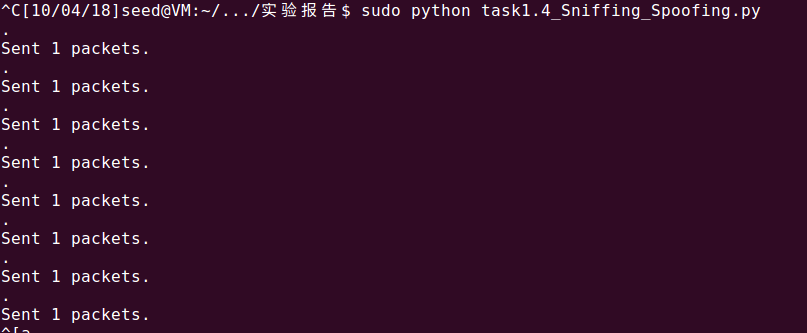 ^C[10/04/18]seed@VM:~/.../实验报告$ sudo python task1.4_Sniffing_Spoofing.py
.
Sent 1 packets.
.
Sent 1 packets.
.
Sent 1 packets.
.
Sent 1 packets.
.
Sent 1 packets.
.
Sent 1 packets.
.
Sent 1 packets.
.
Sent 1 packets.